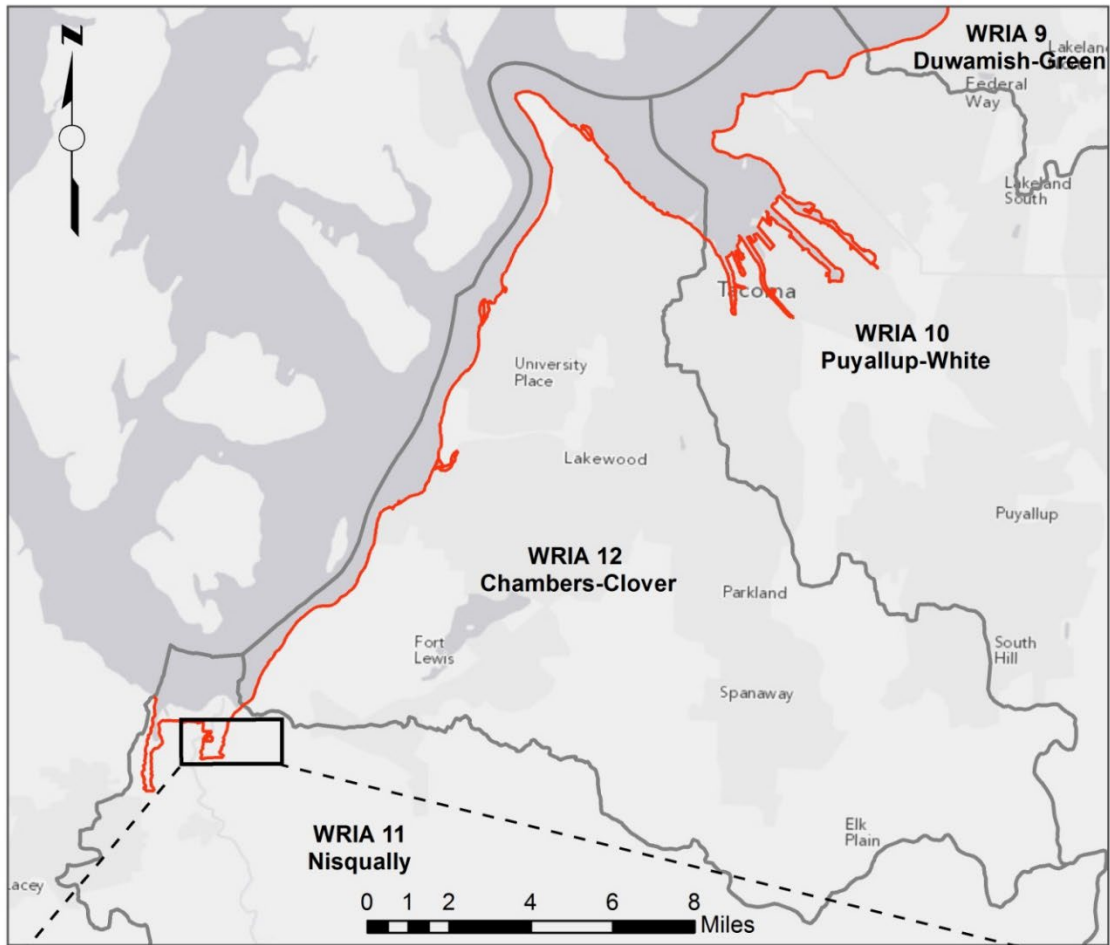 N
WRIA 9
Duwamish-Green
Lakeland
Federal
Way
Lakeland
South
Tacoma
WRIA 10
Puyallup-White
University
Place
Lakewood
Puyallup
WRIA 12
Chambers-Clover
Parkland
Fort
Lewis
South
Hill
Spanaway
WRIA 11
Nisqually
Elk
Plain
Lacey
0 1 2 4 6 8
Miles